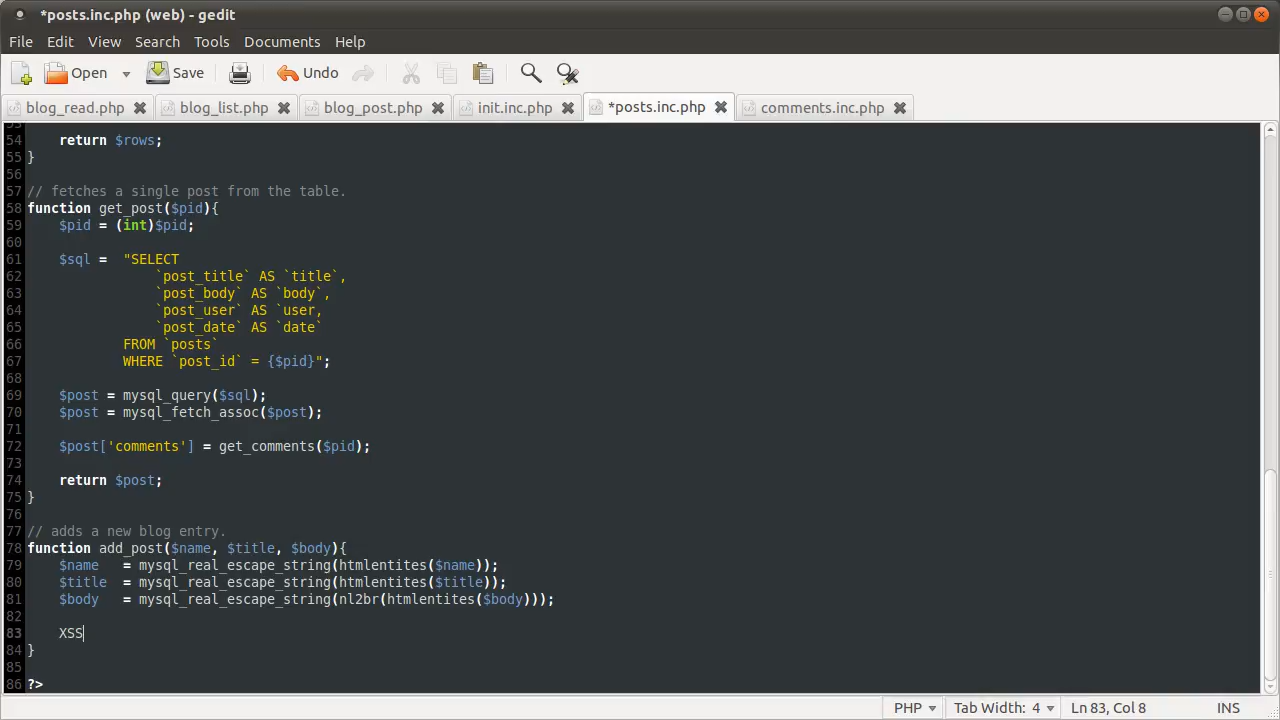 *posts.inc.php (web) - gedit
File Edit View Search Tools Documents Help
Open Save Undo
blog_read.php blog_list.php blog_post.php init.inc.php *posts.inc.php comments.inc.php
53
54 return $rows;
55 }
56
57 // fetches a single post from the table.
58 function get_post($pid){
59 $pid = (int)$pid;
60
61 $sql = "SELECT
62 `post_title` AS `title`,
63 `post_body` AS `body`,
64 `post_user` AS `user,
65 `post_date` AS `date`
66 FROM `posts`
67 WHERE `post_id` = {$pid}";
68
69 $post = mysql_query($sql);
70 $post = mysql_fetch_assoc($post);
71
72 $post['comments'] = get_comments($pid);
73
74 return $post;
75 }
76
77 // adds a new blog entry.
78 function add_post($name, $title, $body){
79 $name = mysql_real_escape_string(htmlentites($name));
80 $title = mysql_real_escape_string(htmlentites($title));
81 $body = mysql_real_escape_string(nl2br(htmlentites($body)));
82
83 XSS
84 }
85
86 ?>
PHP Tab Width: 4 Ln 83, Col 8 INS